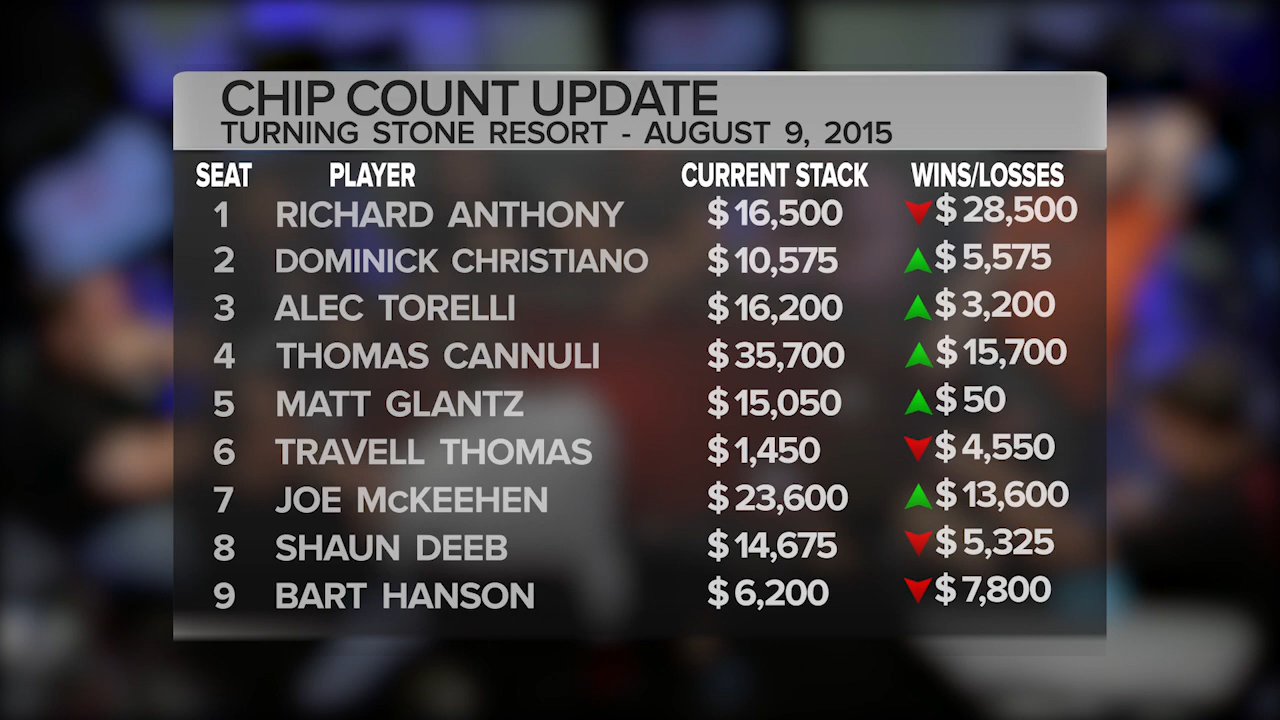 CHIP COUNT UPDATE
TURNING STONE RESORT - AUGUST 9, 2015
SEAT PLAYER CURRENT STACK WINS/LOSSES
1 RICHARD ANTHONY $16,500 $28,500
2 DOMINICK CHRISTIANO $10,575 $5,575
3 ALEC TORELLI $16,200 $3,200
4 THOMAS CANNULI $35,700 $15,700
5 MATT GLANTZ $15,050 $50
6 TRAVELL THOMAS $1,450 $4,550
7 JOE McKEEHEN $23,600 $13,600
8 SHAUN DEEB $14,675 $5,325
9 BART HANSON $6,200 $7,800